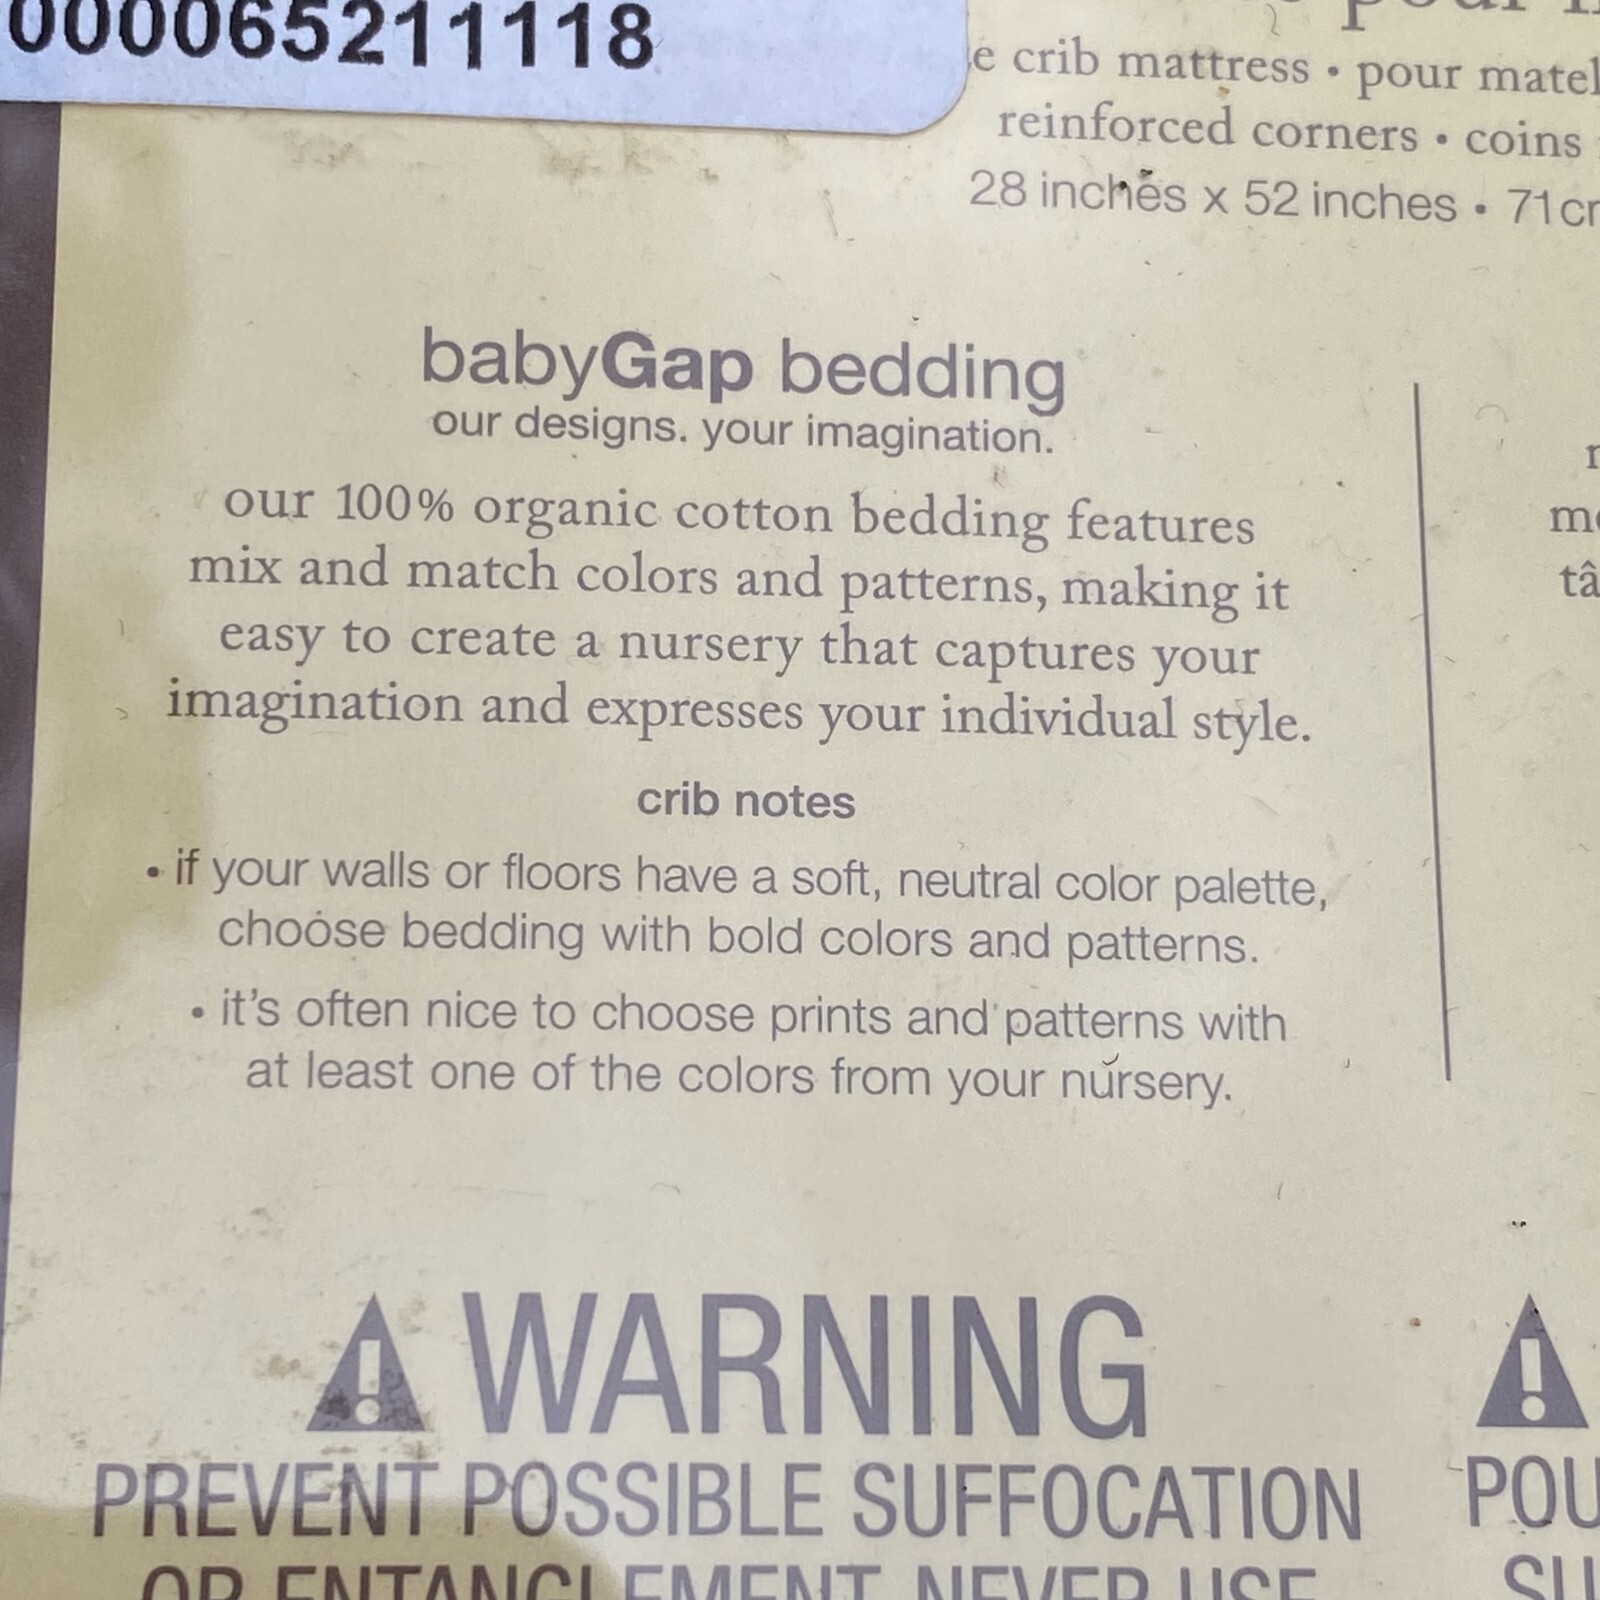 000065211118
crib mattress • pour
reinforced corners • coins
28 inches x 52 inches •
babyGap bedding
our designs. your imagination.
our 100% organic cotton bedding features
mix and match colors and patterns, making it
easy to create a nursery that captures your
imagination and expresses your individual style.
crib notes
• if your walls or floors have a soft, neutral color palette,
choose bedding with bold colors and patterns.
• it's often nice to choose prints and patterns with
at least one of the colors from your nursery.
WARNING
PREVENT POSSIBLE SUFFOCATION
OR ENTANGLEMENT, NEVER USE